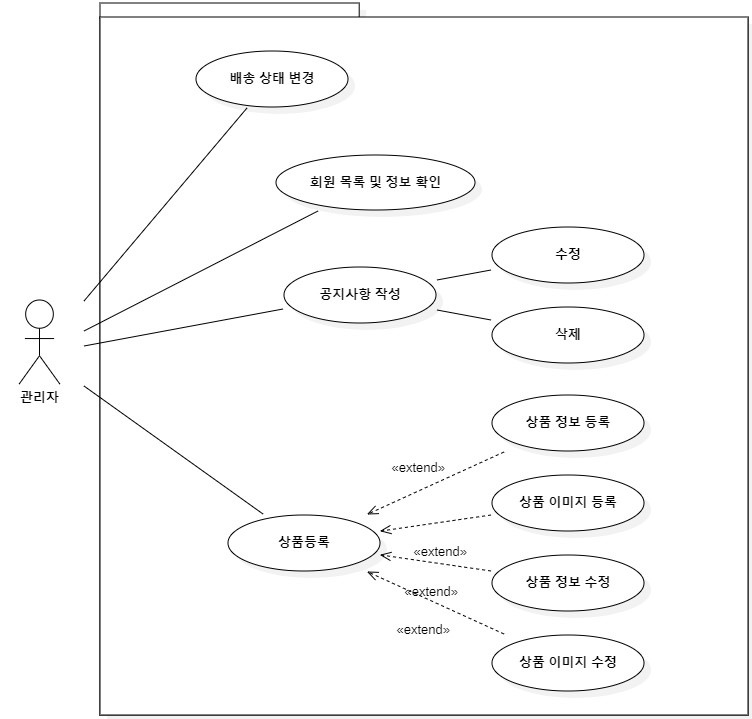 배송 상태 변경
회원 목록 및 정보 확인
공지사항 작성
수정
삭제
관리자
상품 정보 등록
«extend»
상품 이미지 등록
상품등록
«extend»
상품 정보 수정
«extend»
«extend»
상품 이미지 수정